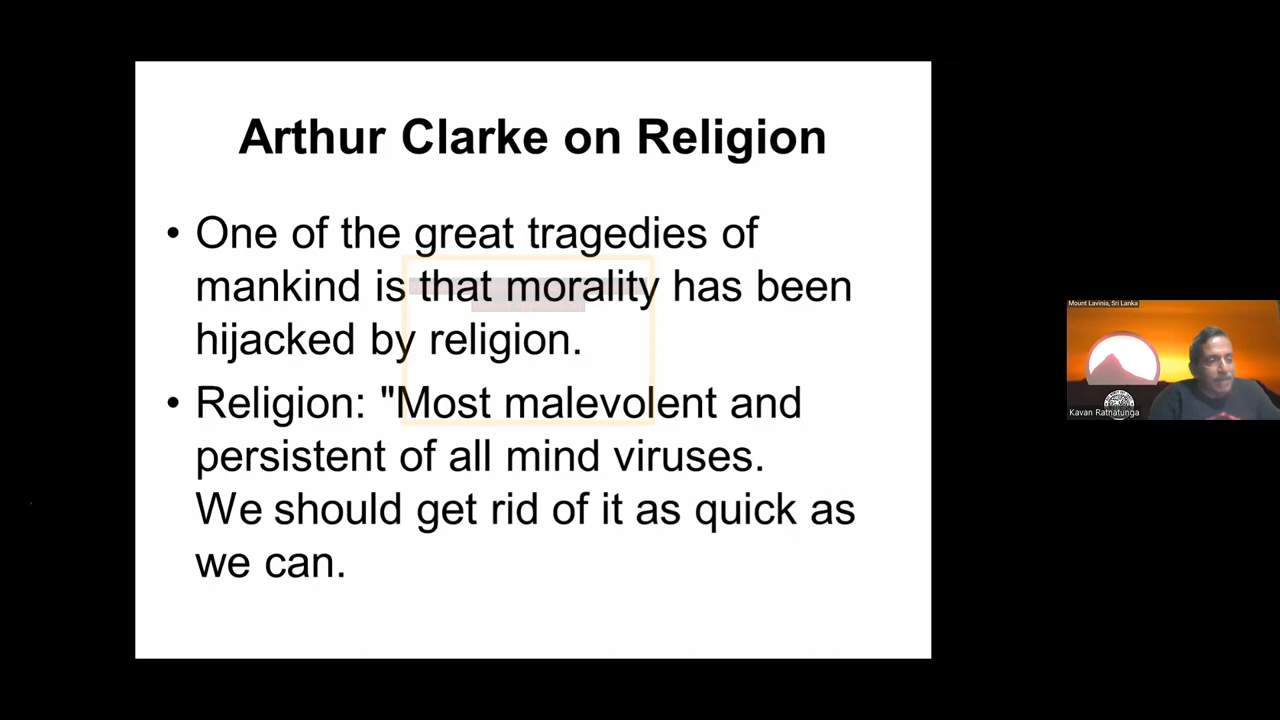 Arthur Clarke on Religion
• One of the great tragedies of
mankind is that morality has been
hijacked by religion.
• Religion: "Most malevolent and
persistent of all mind viruses.
We should get rid of it as quick as
we can.
Mount Lavinia, Sri Lanka
Kavan Ratnatunga